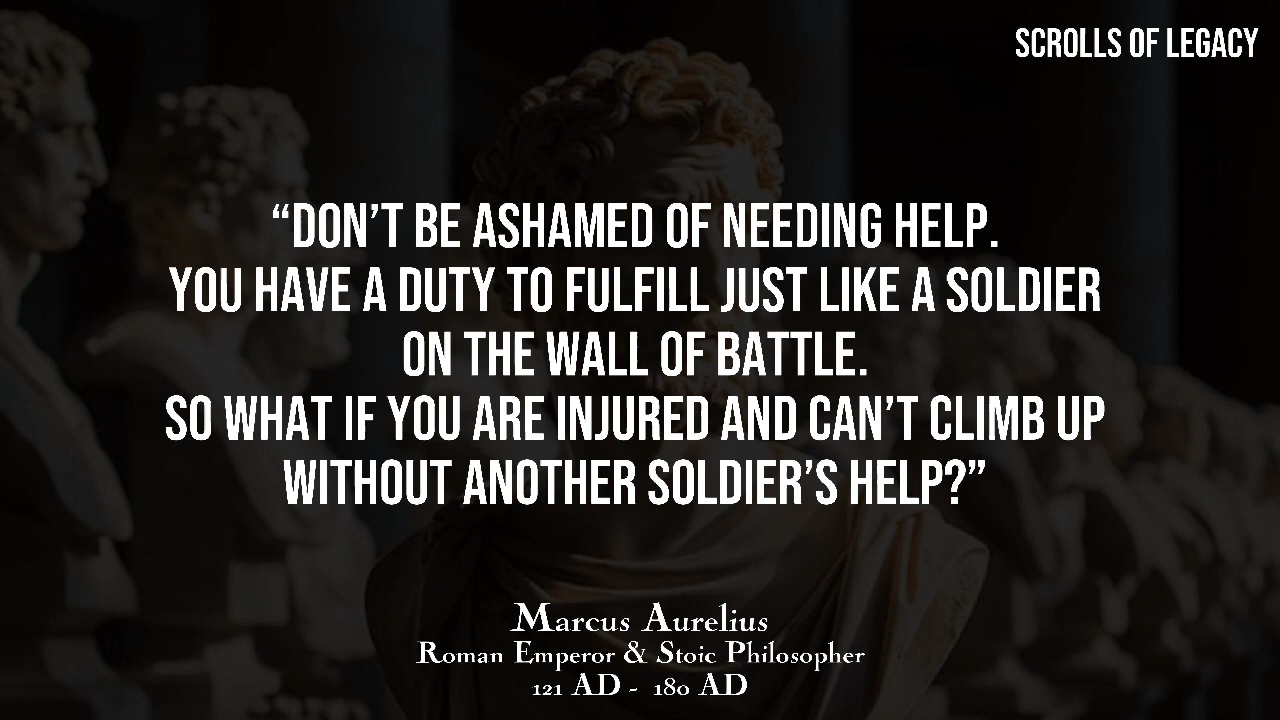 SCROLLS OF LEGACY
“DON’T BE ASHAMED OF NEEDING HELP.
YOU HAVE A DUTY TO FULFILL JUST LIKE A SOLDIER
ON THE WALL OF BATTLE.
SO WHAT IF YOU ARE INJURED AND CAN’T CLIMB UP
WITHOUT ANOTHER SOLDIER’S HELP?”
Marcus Aurelius
Roman Emperor & Stoic Philosopher
121 AD - 180 AD